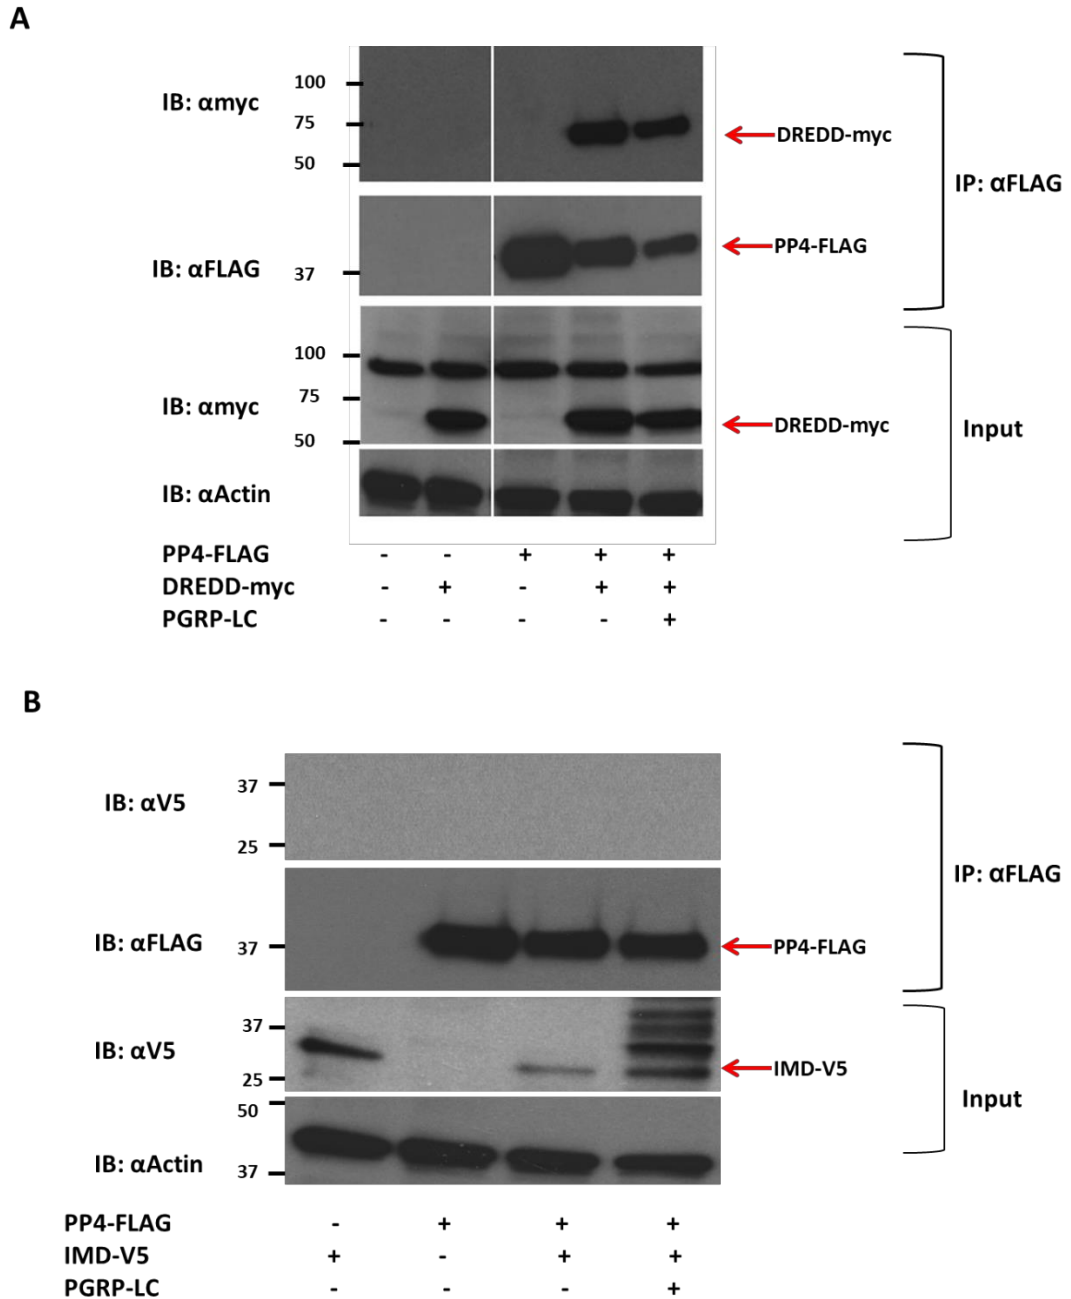 A
IB: αmyc
100
75
50
DREDD-myc
IP: αFLAG
IB: αFLAG
37
PP4-FLAG
IB: αmyc
100
75
50
DREDD-myc
Input
IB: αActin
PP4-FLAG - - + + +
DREDD-myc - + - + +
PGRP-LC - - - - +
B
IB: αV5
37
25
IP: αFLAG
IB: αFLAG
37
PP4-FLAG
IB: αV5
37
25
IMD-V5
Input
IB: αActin
50
37
PP4-FLAG - + + +
IMD-V5 + - + +
PGRP-LC - - - +